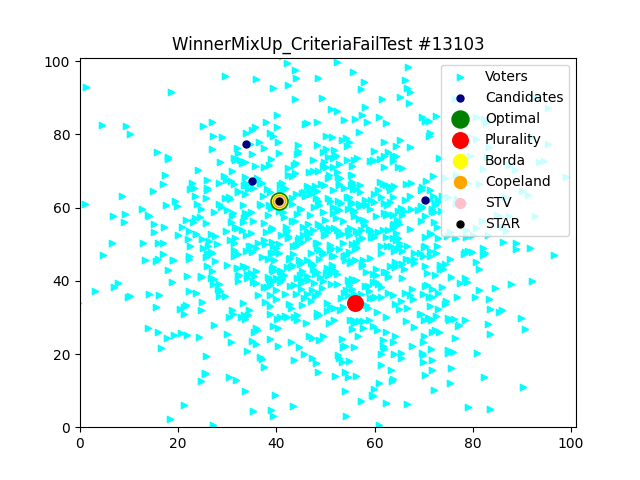 WinnerMixUp_CriteriaFailTest #13103
100
80
60
40
20
0
0 20 40 60 80 100
Voters
Candidates
Optimal
Plurality
Borda
Copeland
STV
STAR